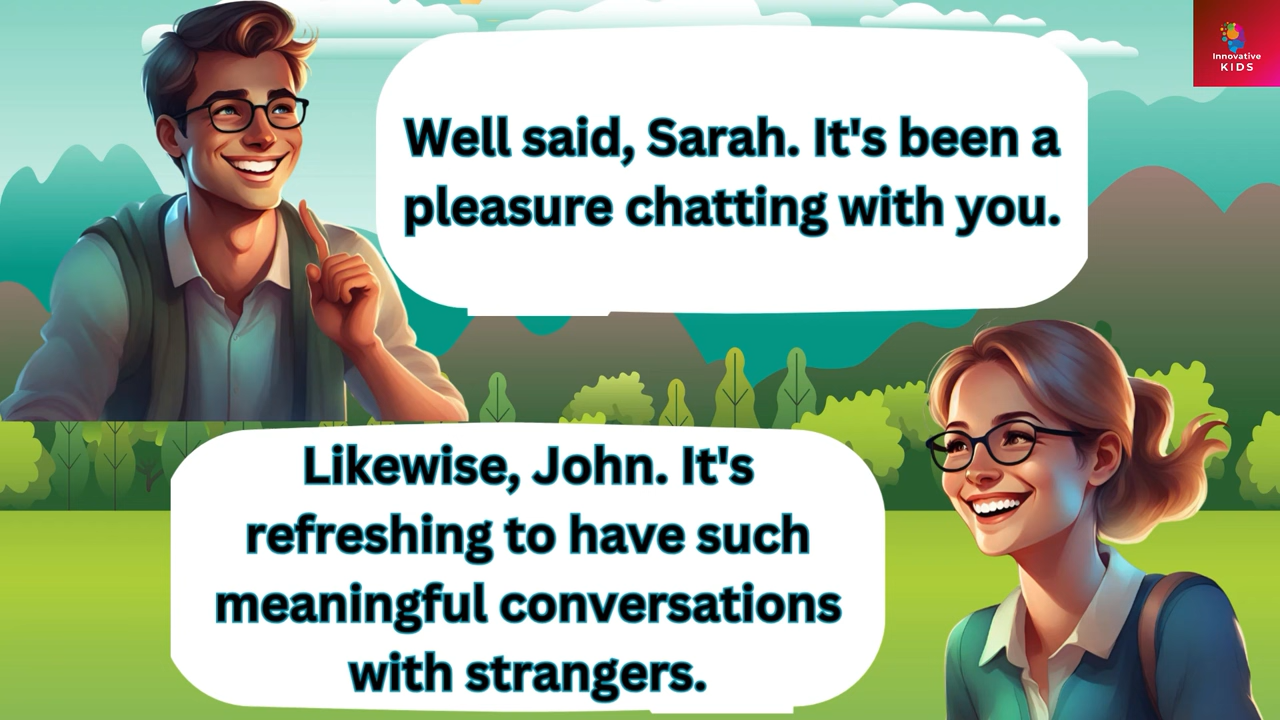 Innovative
KIDS
Well said, Sarah. It's been a
pleasure chatting with you.
Likewise, John. It's
refreshing to have such
meaningful conversations
with strangers.